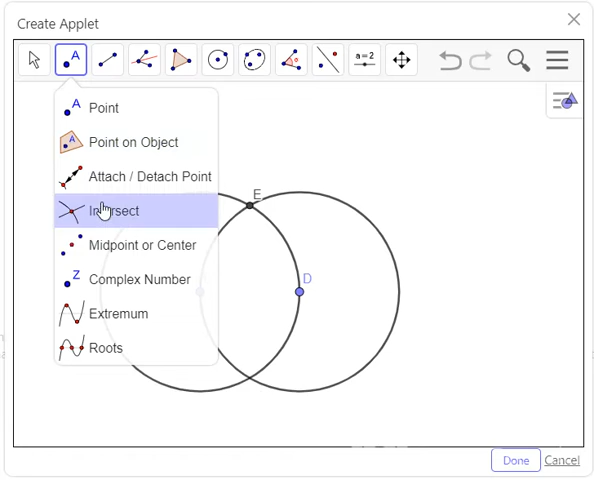 Create Applet
A
A
a=2
A
Point
A
Point on Object
Attach / Detach Point
Intersect
Midpoint or Center
Z
Complex Number
Extremum
Roots
E
D
Done
Cancel